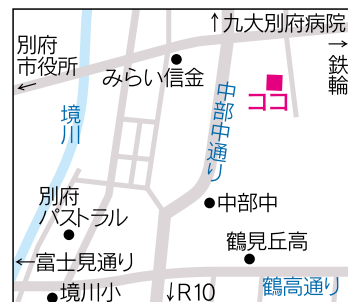 ↑九大別府病院
別府
市役所
←
→
鉄輪
みらい信金
ココ
境川
中部中通り
別府
パストラル
中部中
鶴見丘高
←富士見通り
鶴高通り
境川小
↓R10